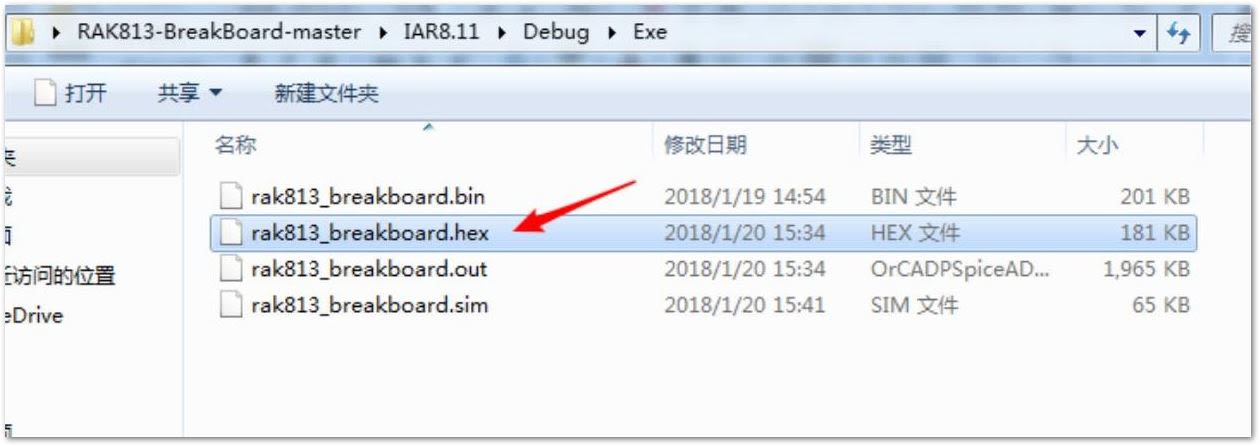 RAK813-BreakBoard-master IAR8.11 Debug Exe 搜
打开 共享 新建文件夹
名称 修改日期 类型 大小
rak813_breakboard.bin 2018/1/19 14:54 BIN 文件 201 KB
rak813_breakboard.hex 2018/1/20 15:34 HEX 文件 181 KB
rak813_breakboard.out 2018/1/20 15:34 OrCADPSpiceAD... 1,965 KB
rak813_breakboard.sim 2018/1/20 15:41 SIM 文件 65 KB
夹
面
近访问的位置
eDrive